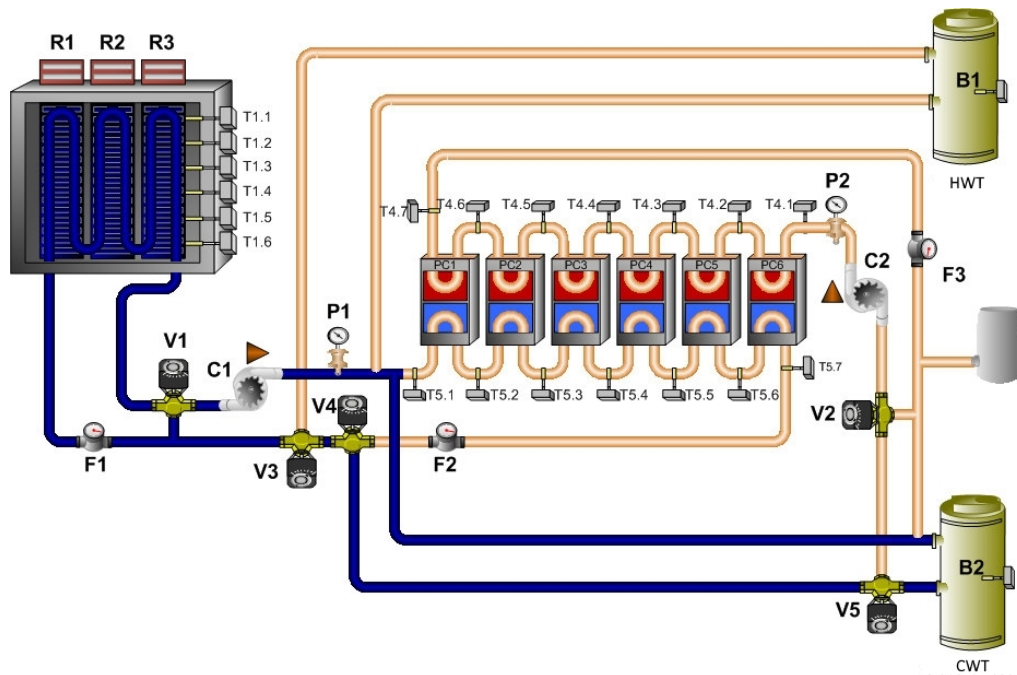 R1 R2 R3
B1
HWT
T1.1
T1.2
T1.3
T1.4
T1.5
T1.6
T4.7 T4.6 T4.5 T4.4 T4.3 T4.2 T4.1 P2
PC1 PC2 PC3 PC4 PC5 PC6
C2
F3
P1
V1
C1
T5.7
T5.1 T5.2 T5.3 T5.4 T5.5 T5.6
V4
V2
F1 V3 F2
B2
V5
CWT